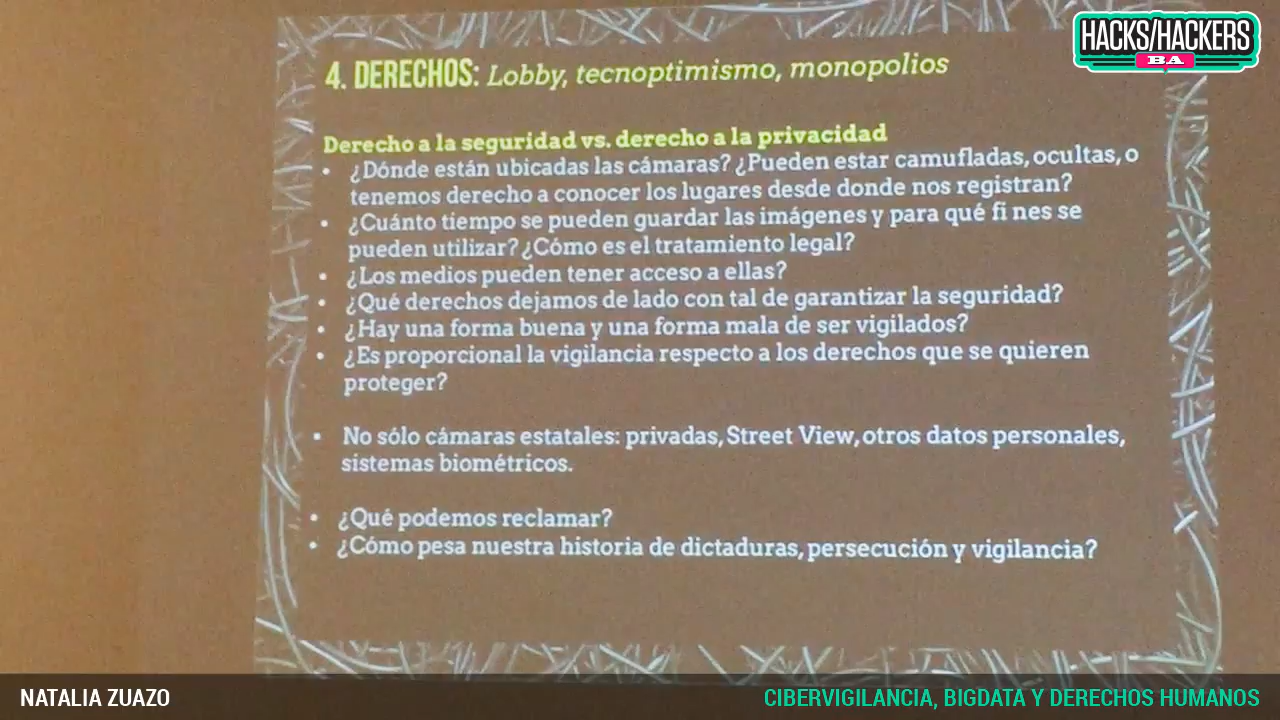 HACKS/HACKERS
BA
4. DERECHOS: Lobby, tecnoptimismo, monopolios
Derecho a la seguridad vs. derecho a la privacidad
• ¿Dónde están ubicadas las cámaras? ¿Pueden estar camufladas, ocultas, o
tenemos derecho a conocer los lugares desde donde nos registran?
• ¿Cuánto tiempo se pueden guardar las imágenes y para qué fi nes se
pueden utilizar? ¿Cómo es el tratamiento legal?
• ¿Los medios pueden tener acceso a ellas?
• ¿Qué derechos dejamos de lado con tal de garantizar la seguridad?
• ¿Hay una forma buena y una forma mala de ser vigilados?
• ¿Es proporcional la vigilancia respecto a los derechos que se quieren
proteger?
• No sólo cámaras estatales: privadas, Street View, otros datos personales,
sistemas biométricos.
• ¿Qué podemos reclamar?
• ¿Cómo pesa nuestra historia de dictaduras, persecución y vigilancia?
NATALIA ZUAZO
CIBERVIGILANCIA, BIGDATA Y DERECHOS HUMANOS